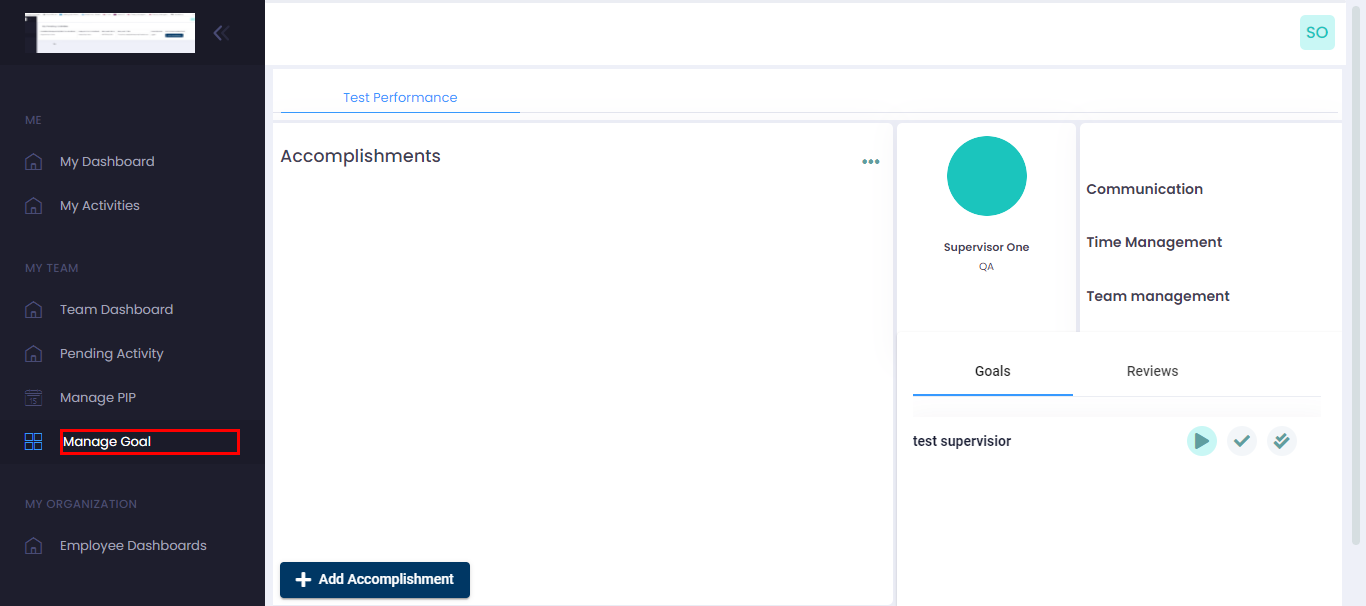 SO
ME
My Dashboard
My Activities
MY TEAM
Team Dashboard
Pending Activity
Manage PIP
Manage Goal
MY ORGANIZATION
Employee Dashboards
Test Performance
Accomplishments
Add Accomplishment
Supervisor One
QA
Communication
Time Management
Team management
Goals
Reviews
test supervisior